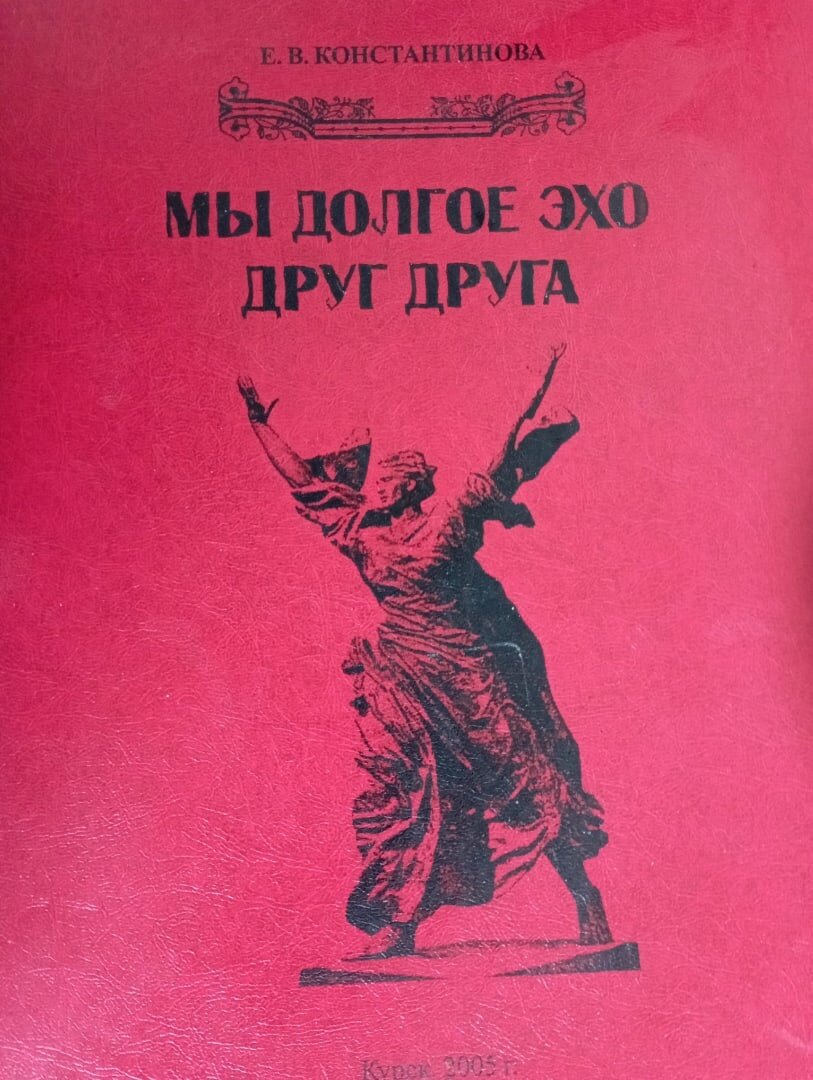 Е. В. КОНСТАНТИНОВА
МЫ ДОЛГОЕ ЭХО
ДРУГ ДРУГА
Курск 2005 г.